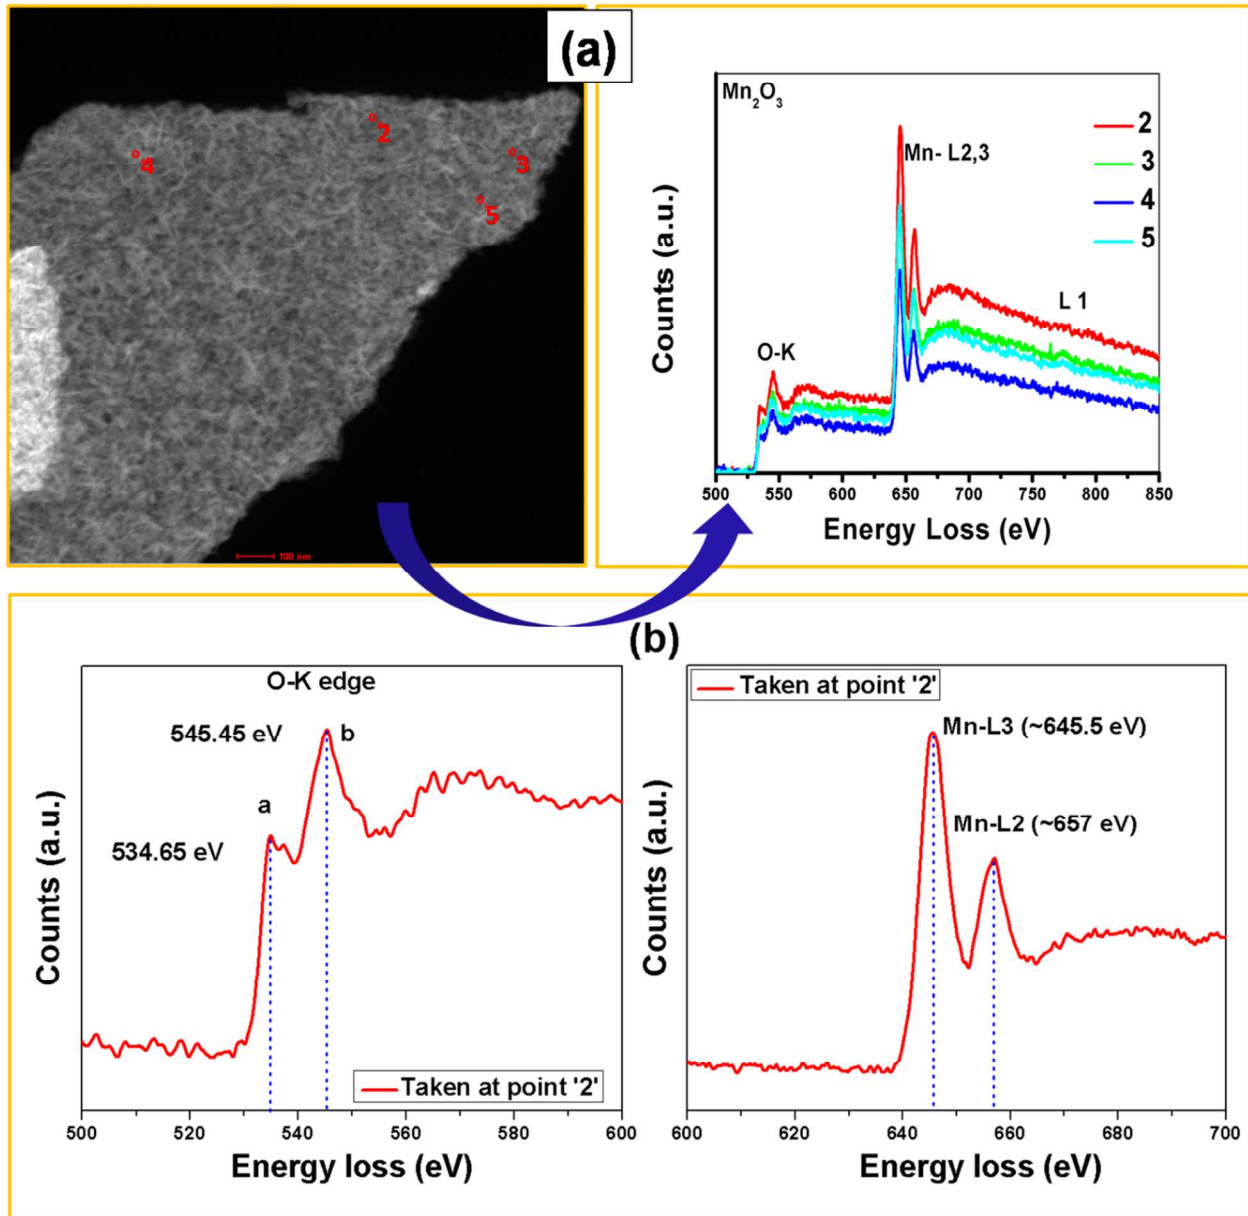 (a)
2
3
4
5
100 nm
Mn₂O₃
2
3
4
5
Mn- L2,3
L 1
O-K
Counts (a.u.)
500 550 600 650 700 750 800 850
Energy Loss (eV)
(b)
O-K edge
545.45 eV
b
a
534.65 eV
Taken at point '2'
Counts (a.u.)
500 520 540 560 580 600
Energy loss (eV)
Taken at point '2'
Mn-L3 (~645.5 eV)
Mn-L2 (~657 eV)
Counts (a.u.)
600 620 640 660 680 700
Energy loss (eV)